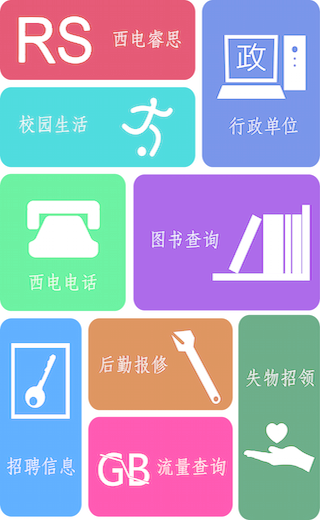 RS 西电睿思
政
行政单位
校园生活
西电电话
图书查询
招聘信息
后勤报修
失物招领
GB 流量查询